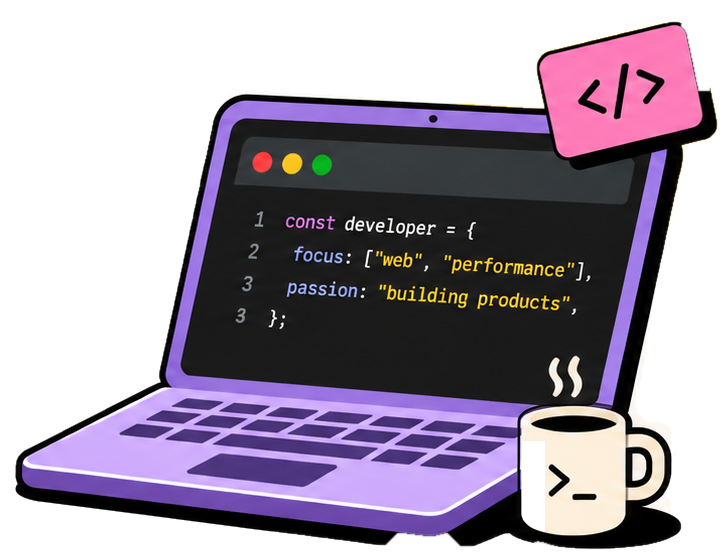 </>
1 const developer = {
2 focus: ["web", "performance"],
3 passion: "building products",
3 };
>_